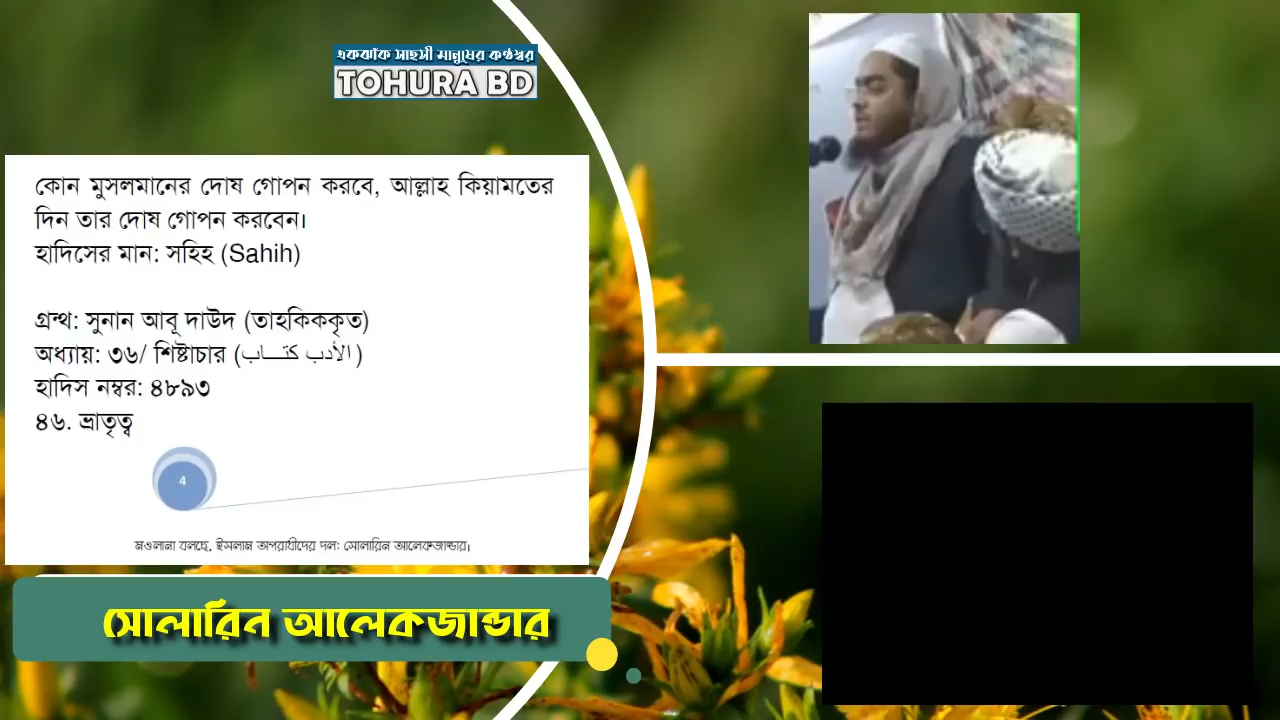 একঝাঁক সাহসী মানুষের কণ্ঠস্বর
TOHURA BD
কোন মুসলমানের দোষ গোপন করবে, আল্লাহ কিয়ামতের
দিন তার দোষ গোপন করবেন।
হাদিসের মান: সহিহ (Sahih)
গ্রন্থ: সুনান আবূ দাউদ (তাহকিককৃত)
অধ্যায়: ৩৬/ শিষ্টাচার (الأدب كتاب)
হাদিস নম্বর: ৪৮৯৩
৪৬. ভ্রাতৃত্ব
4
মওলানা বলছে, ইসলাম অপরাধীদের দল: সোলারিন আলেকজান্ডার।
সোলারিন আলেকজান্ডার